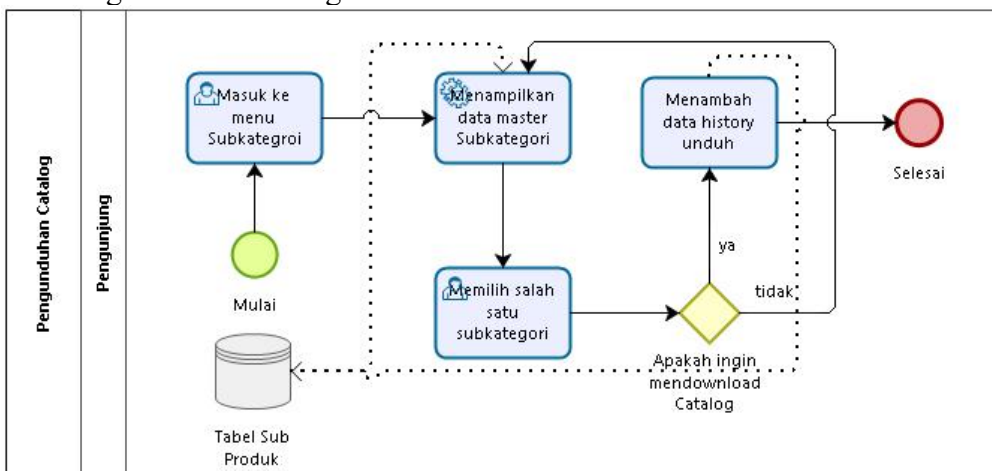 Pengunduhan Catalog
Pengunjung
Masuk ke
menu
Subkategroi
Menampilkan
data master
Subkategori
Menambah
data history
unduh
Selesai
Mulai
Memilih salah
satu
subkategori
ya
tidak
Apakah ingin
mendownload
Catalog
Tabel Sub
Produk